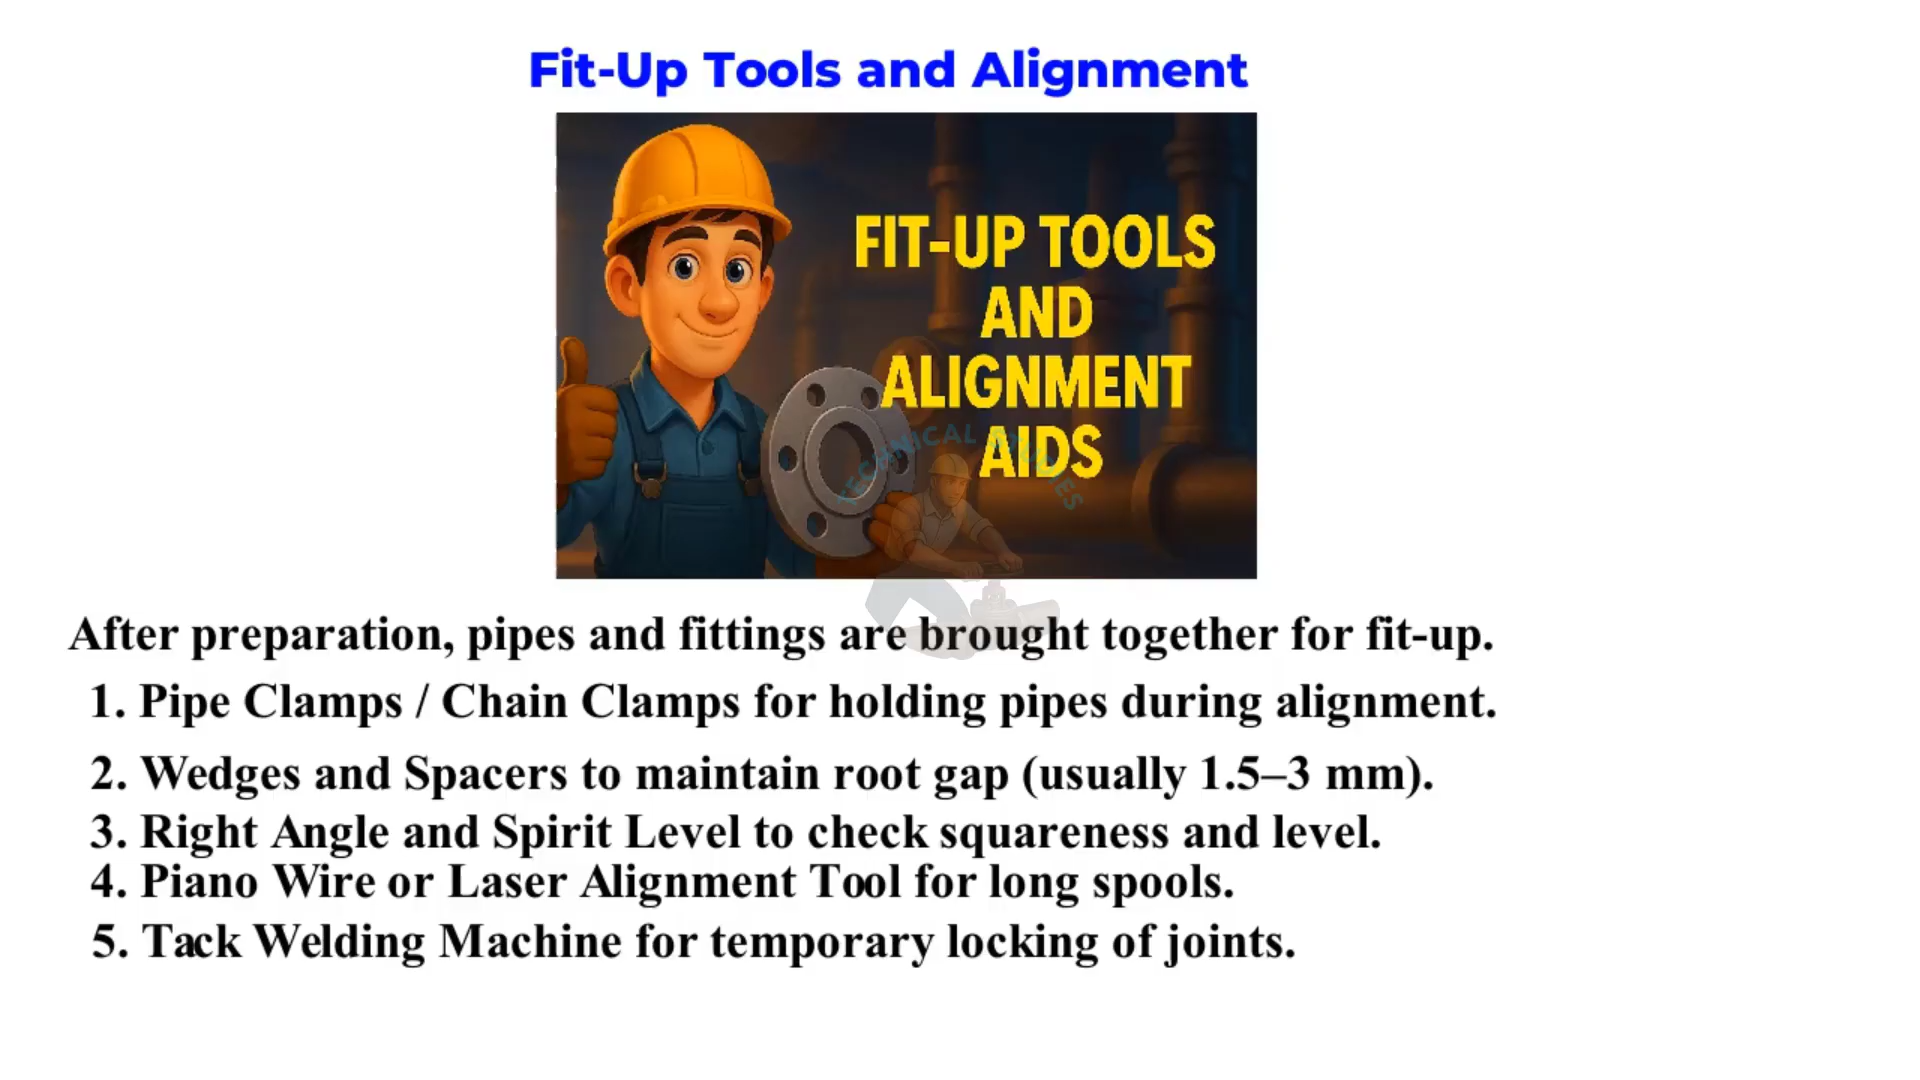 Fit-Up Tools and Alignment
FIT-UP TOOLS
AND
ALIGNMENT
AIDS
TECHNICAL STUDIES
After preparation, pipes and fittings are brought together for fit-up.
1. Pipe Clamps / Chain Clamps for holding pipes during alignment.
2. Wedges and Spacers to maintain root gap (usually 1.5–3 mm).
3. Right Angle and Spirit Level to check squareness and level.
4. Piano Wire or Laser Alignment Tool for long spools.
5. Tack Welding Machine for temporary locking of joints.